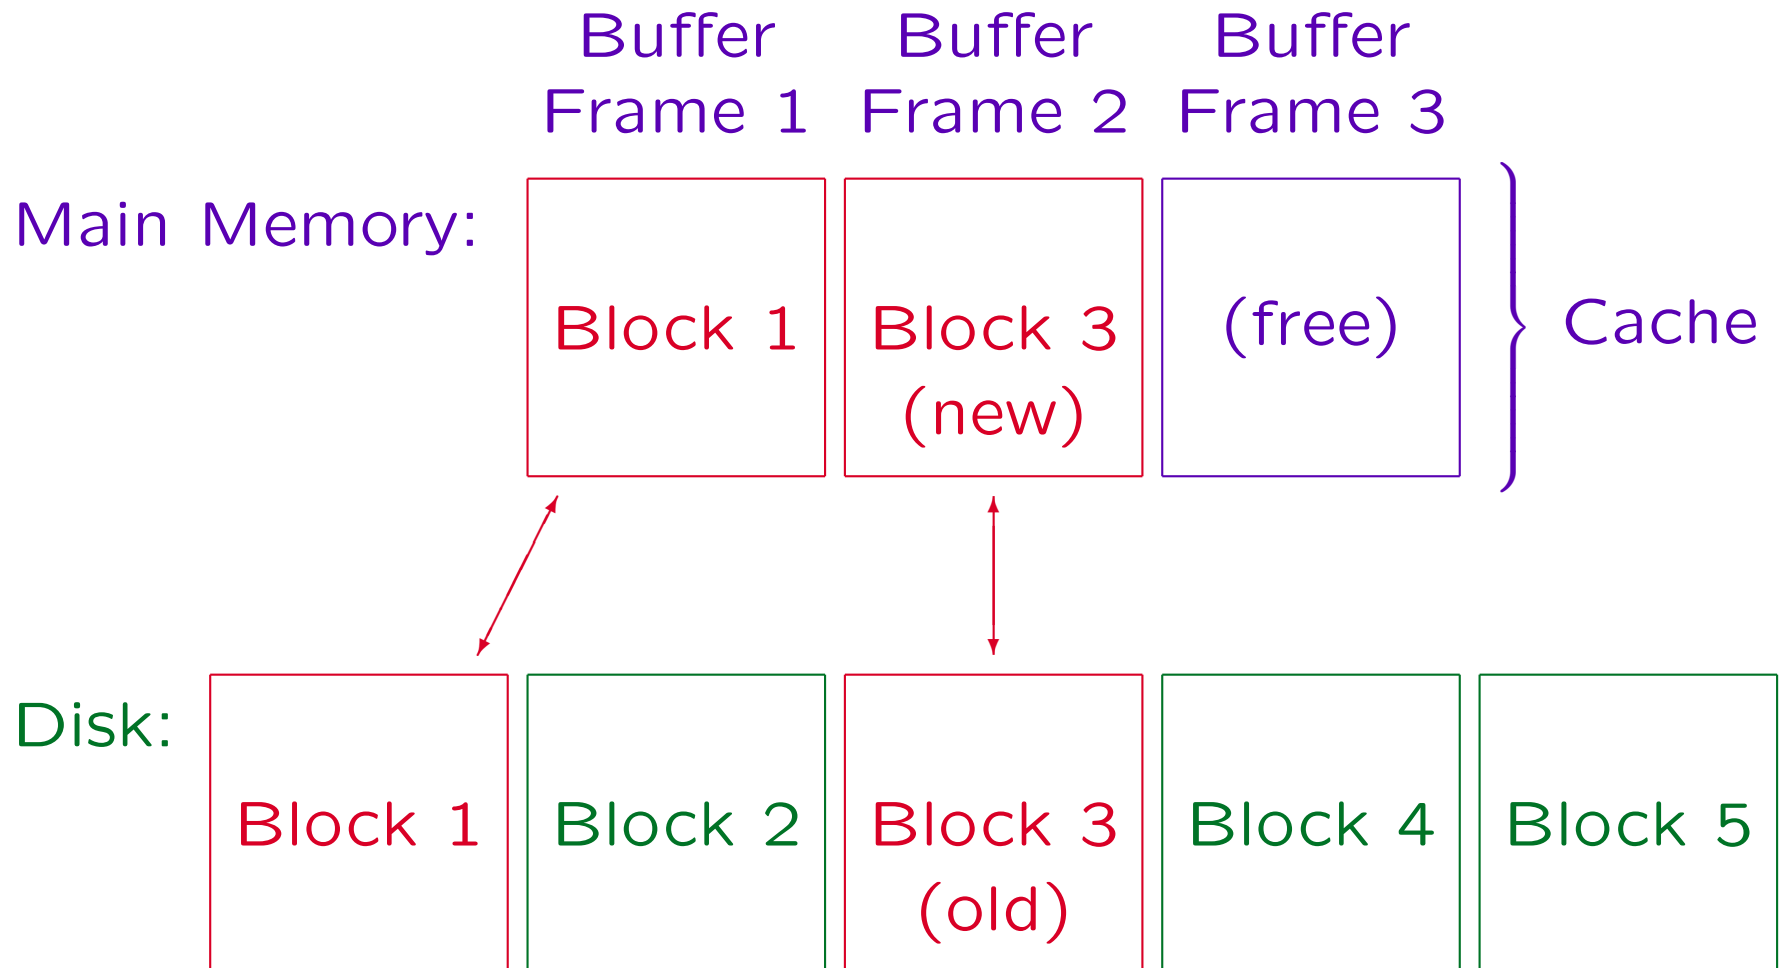 Buffer Buffer Buffer
Frame 1 Frame 2 Frame 3
Main Memory:
Block 1 Block 3 (free) Cache
(new)
Disk:
Block 1 Block 2 Block 3 Block 4 Block 5
(old)